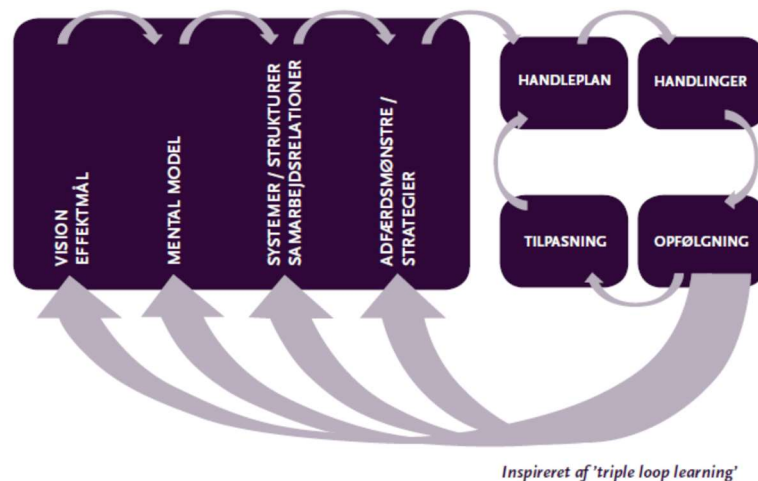 VISION
EFFEKTMÅL
MENTAL MODEL
SYSTEMER / STRUKTURER
SAMARBEJDSRELATIONER
ADFÆRDSMØNSTRE /
STRATEGIER
HANDLEPLAN
HANDLINGER
TILPASNING
OPFØLGNING
Inspireret af 'triple loop learning'